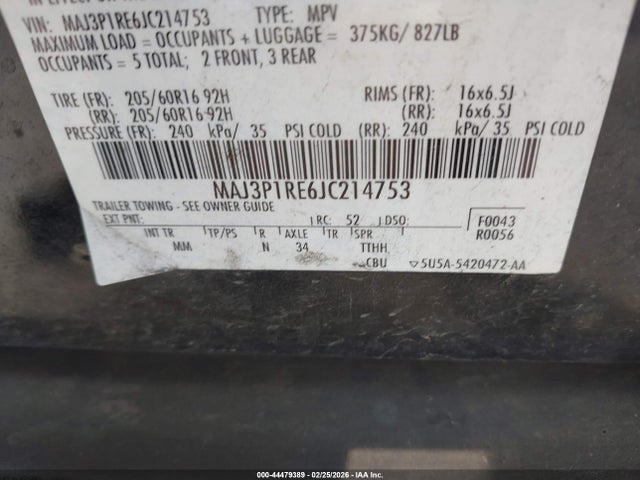 VIN: MAJ3P1RE6JC214753 TYPE: MPV
MAXIMUM LOAD = OCCUPANTS + LUGGAGE = 375KG/ 827LB
OCCUPANTS = 5 TOTAL; 2 FRONT, 3 REAR
TIRE (FR): 205/60R16 92H RIMS (FR): 16x6.5J
(RR): 205/60R16 92H (RR): 16x6.5J
PRESSURE (FR): 240 kPa/ 35 PSI COLD (RR): 240 kPa/ 35 PSI COLD
MAJ3P1RE6JC214753
TRAILER TOWING - SEE OWNER GUIDE
EXT PNT: RC: 52 DSO: F0043
INT TR TP/PS R AXLE TR SPR R0056
MM N 34 TTHH
CBU ▽5U5A-5420472-AA
000-44479389 - 02/25/2026 - IAA Inc.